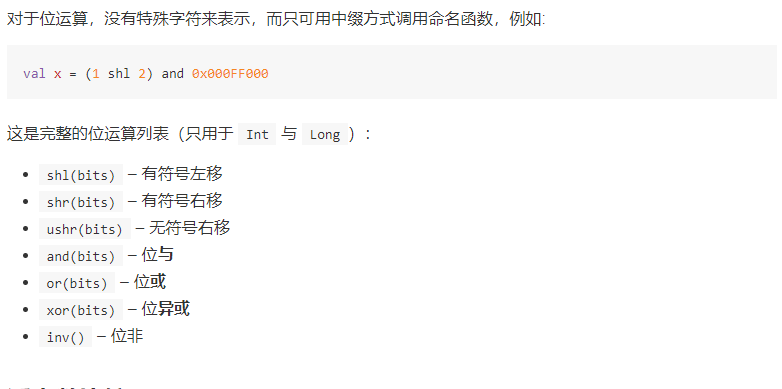 对于位运算，没有特殊字符来表示，而只可用中缀方式调用命名函数，例如:
val x = (1 shl 2) and 0x000FF000
这是完整的位运算列表（只用于 Int 与 Long）：
shl(bits) – 有符号左移
shr(bits) – 有符号右移
ushr(bits) – 无符号右移
and(bits) – 位与
or(bits) – 位或
xor(bits) – 位异或
inv() – 位非